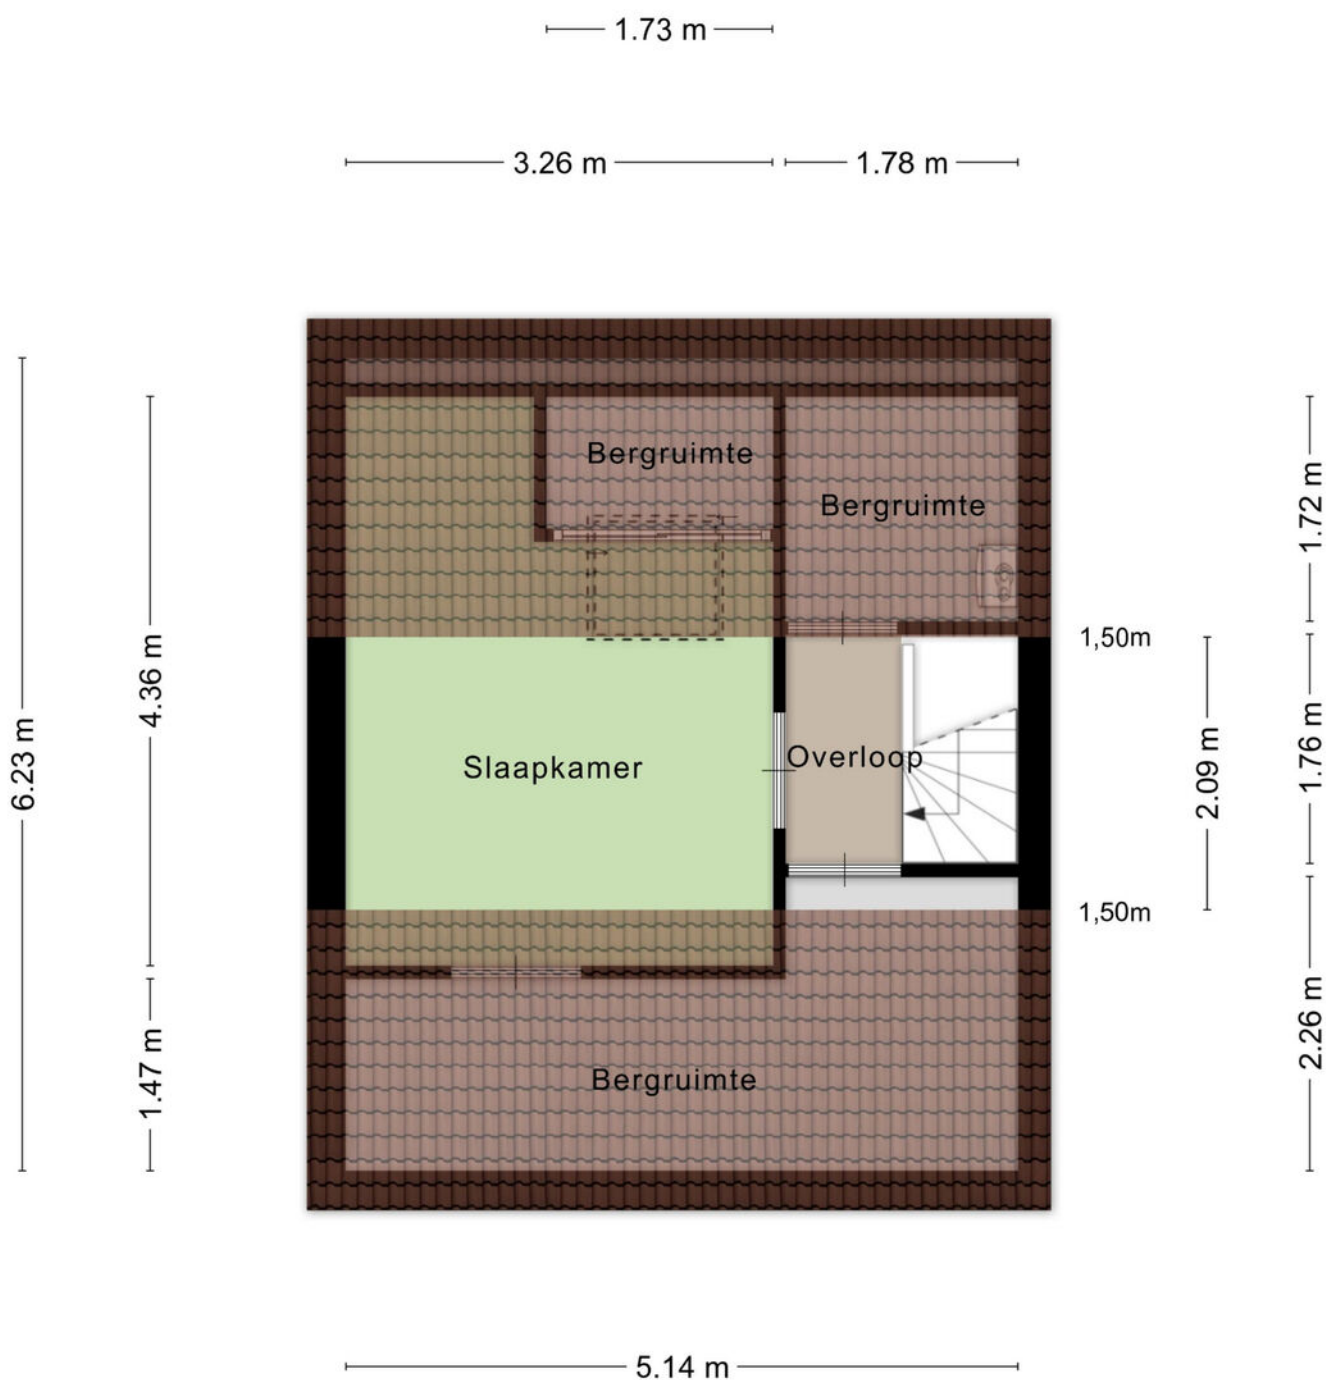 1.73 m
3.26 m
1.78 m
Bergruimte
Bergruimte
1.72 m
1,50m
4.36 m
6.23 m
Slaapkamer
Overloop
2.09 m
1.76 m
1,50m
2.26 m
1.47 m
Bergruimte
5.14 m